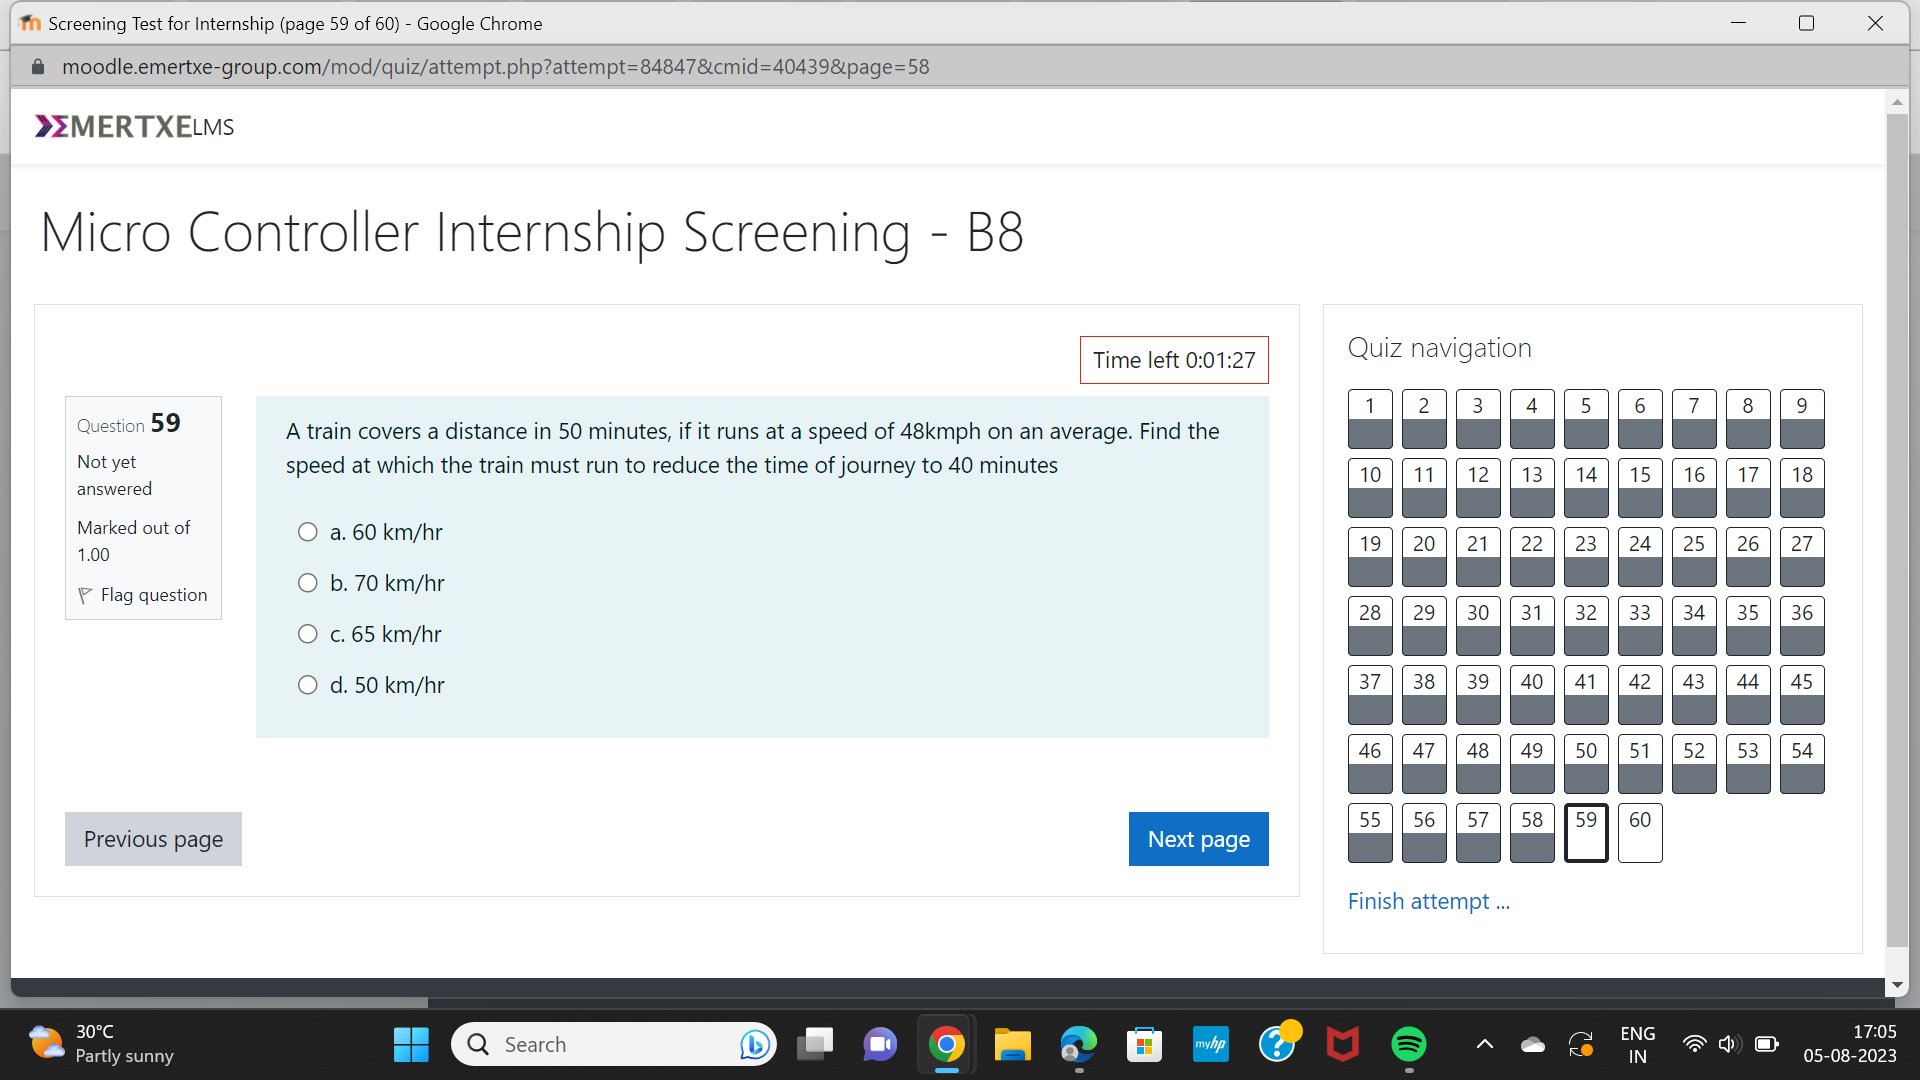 Screening Test for Internship (page 59 of 60) - Google Chrome
moodle.emertxe-group.com/mod/quiz/attempt.php?attempt=84847&cmid=40439&page=58
EMERTXE LMS
Micro Controller Internship Screening - B8
Time left 0:01:27
Question 59
Not yet
answered
Marked out of
1.00
Flag question
A train covers a distance in 50 minutes, if it runs at a speed of 48kmph on an average. Find the
speed at which the train must run to reduce the time of journey to 40 minutes
a. 60 km/hr
b. 70 km/hr
c. 65 km/hr
d. 50 km/hr
Previous page
Next page
Quiz navigation
1 2 3 4 5 6 7 8 9
10 11 12 13 14 15 16 17 18
19 20 21 22 23 24 25 26 27
28 29 30 31 32 33 34 35 36
37 38 39 40 41 42 43 44 45
46 47 48 49 50 51 52 53 54
55 56 57 58 59 60
Finish attempt ...
30°C
Partly sunny
Search
myhp
ENG
IN
17:05
05-08-2023